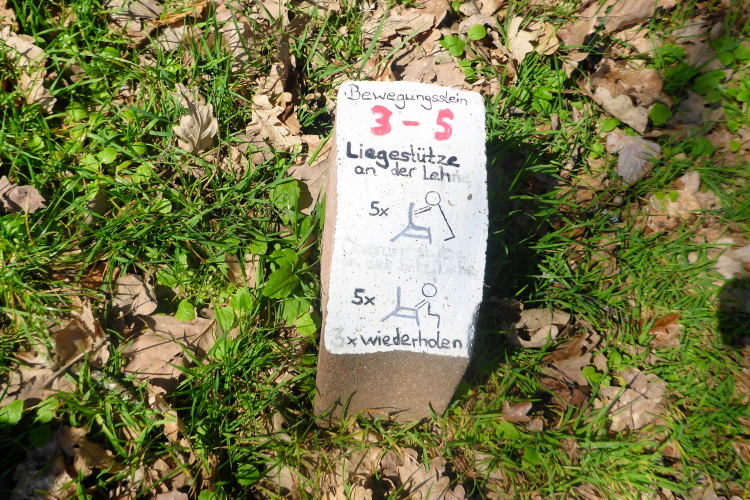 Bewegungsstein
3-5
Liegestütze
an der Lehne
5x
5x
3x wiederholen